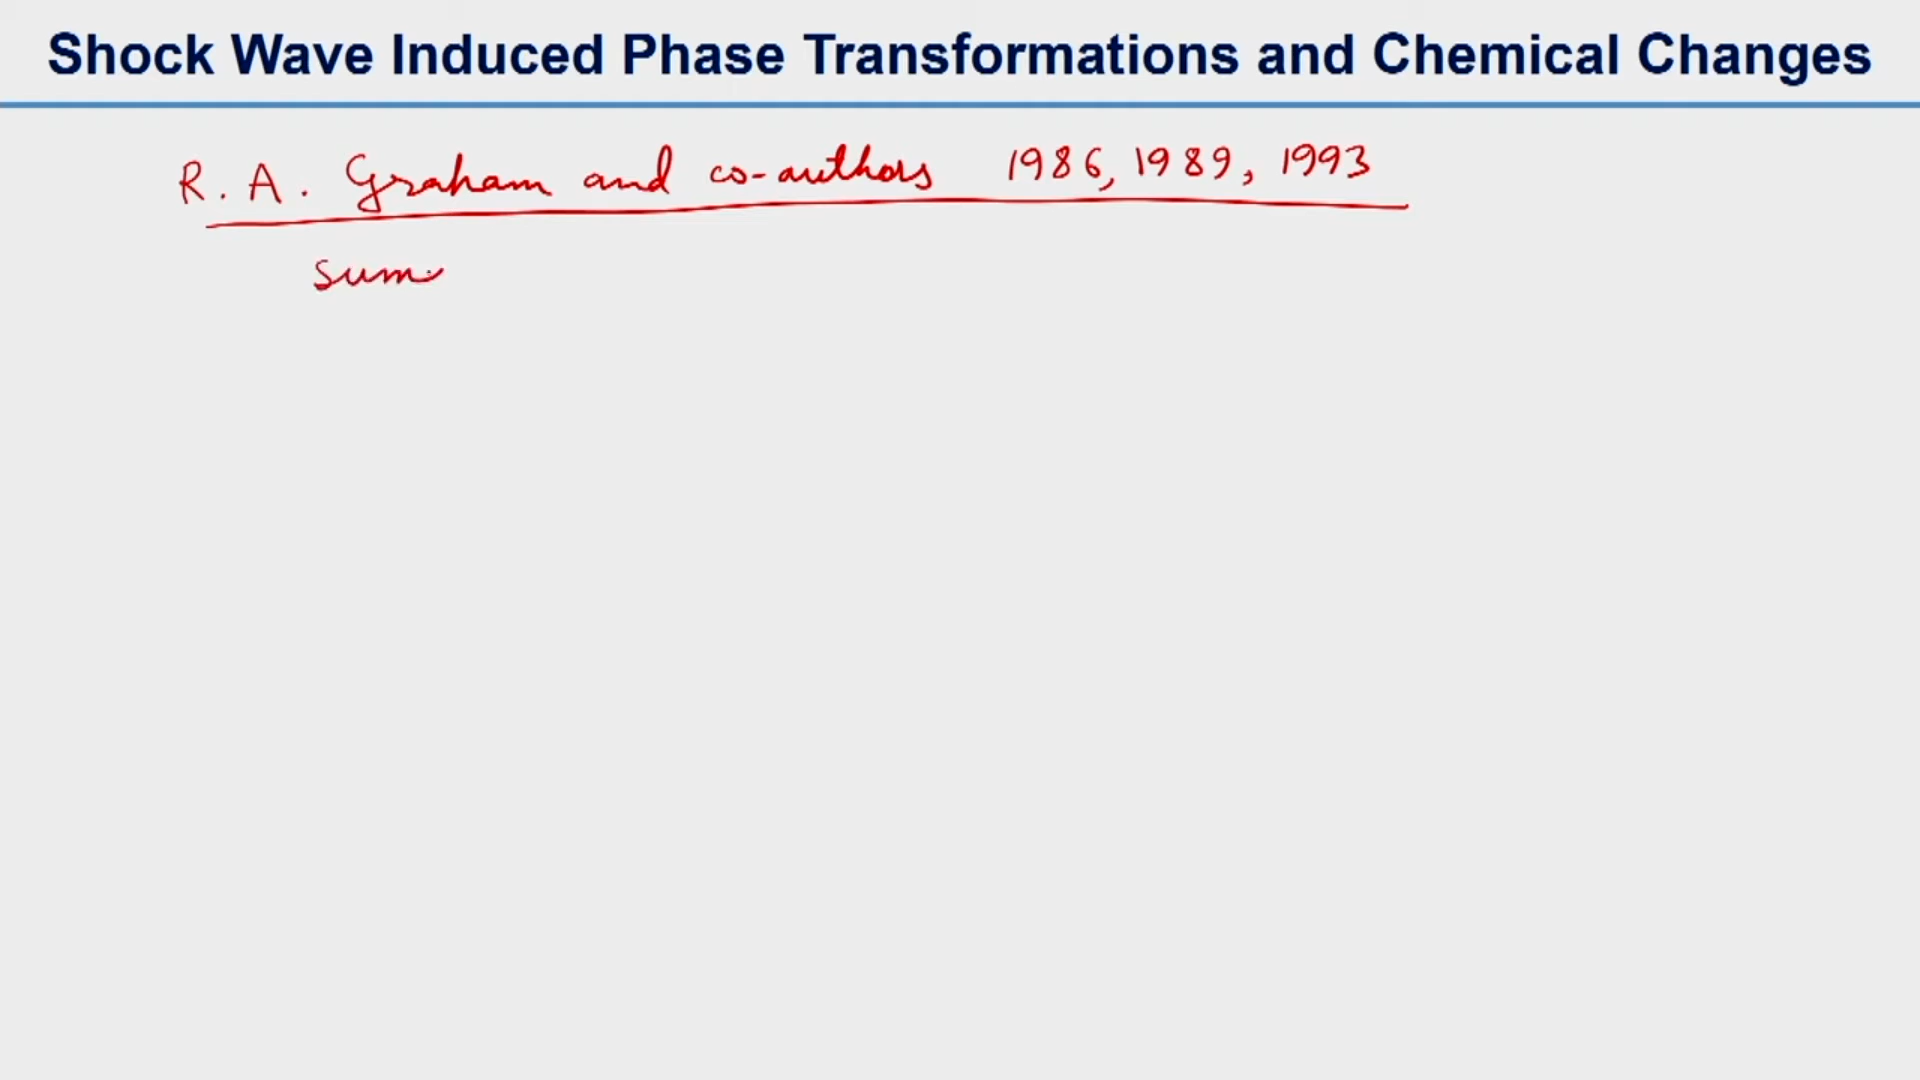 Shock Wave Induced Phase Transformations and Chemical Changes
R. A. Graham and co-authors 1986, 1989, 1993
sum